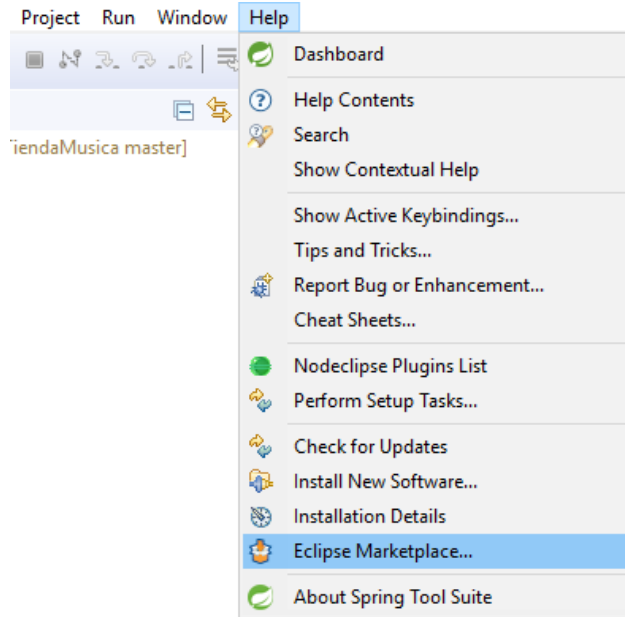 Project Run Window Help
Dashboard
Help Contents
Search
TiendaMusica master]
Show Contextual Help
Show Active Keybindings...
Tips and Tricks...
Report Bug or Enhancement...
Cheat Sheets...
Nodeclipse Plugins List
Perform Setup Tasks...
Check for Updates
Install New Software...
Installation Details
Eclipse Marketplace...
About Spring Tool Suite